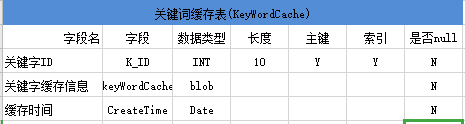 关键词缓存表(KeyWordCache)
字段名 字段 数据类型 长度 主键 索引 是否null
关键字ID K_ID INT 10 Y Y N
关键字缓存信息 keyWordCache blob N
缓存时间 CreateTime Date N